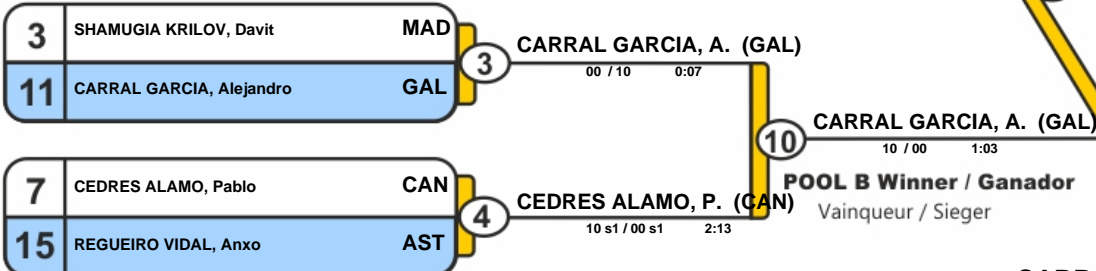 3 SHAMUGIA KRILOV, Davit MAD
11 CARRAL GARCIA, Alejandro GAL
3
CARRAL GARCIA, A. (GAL)
00 / 10 0:07
10
CARRAL GARCIA, A. (GAL)
10 / 00 1:03
POOL B Winner / Ganador
Vainqueur / Sieger
7 CEDRES ALAMO, Pablo CAN
15 REGUEIRO VIDAL, Anxo AST
4
CEDRES ALAMO, P. (CAN)
10 s1 / 00 s1 2:13